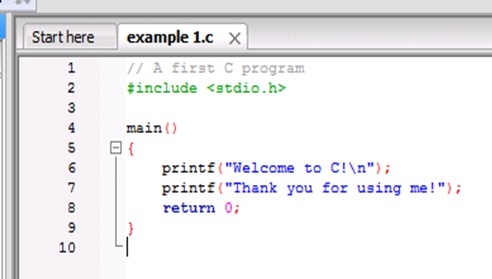 Start here example 1.c
1 // A first C program
2 #include <stdio.h>
3
4 main()
5 {
6 printf("Welcome to C!\n");
7 printf("Thank you for using me!");
8 return 0;
9 }
10